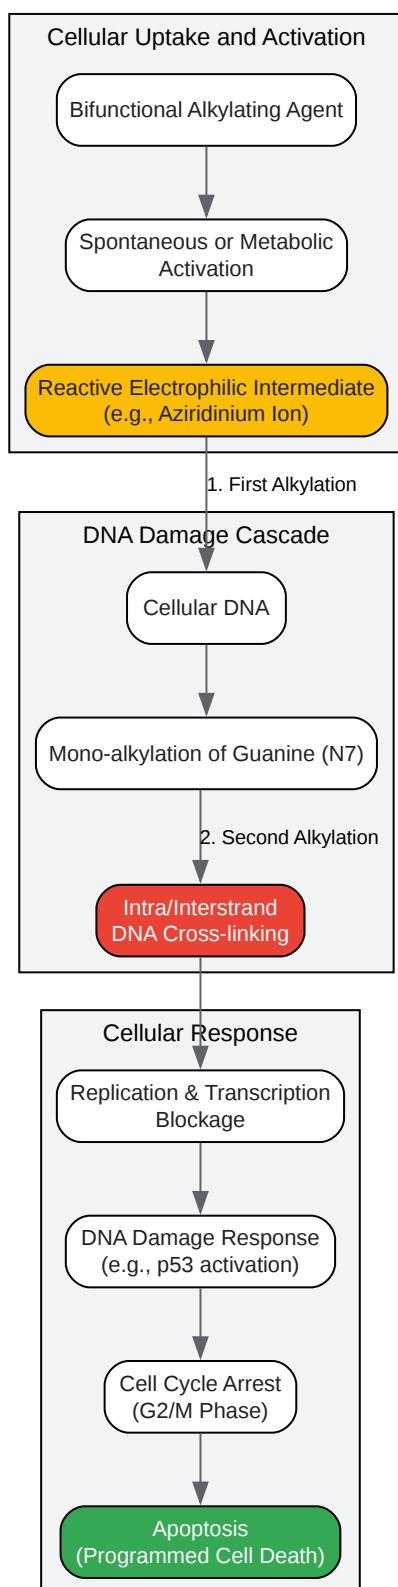 Cellular Uptake and Activation
Bifunctional Alkylating Agent
Spontaneous or Metabolic
Activation
Reactive Electrophilic Intermediate
(e.g., Aziridinium Ion)
1. First Alkylation
DNA Damage Cascade
Cellular DNA
Mono-alkylation of Guanine (N7)
2. Second Alkylation
Intra/Interstrand
DNA Cross-linking
Cellular Response
Replication & Transcription
Blockage
DNA Damage Response
(e.g., p53 activation)
Cell Cycle Arrest
(G2/M Phase)
Apoptosis
(Programmed Cell Death)